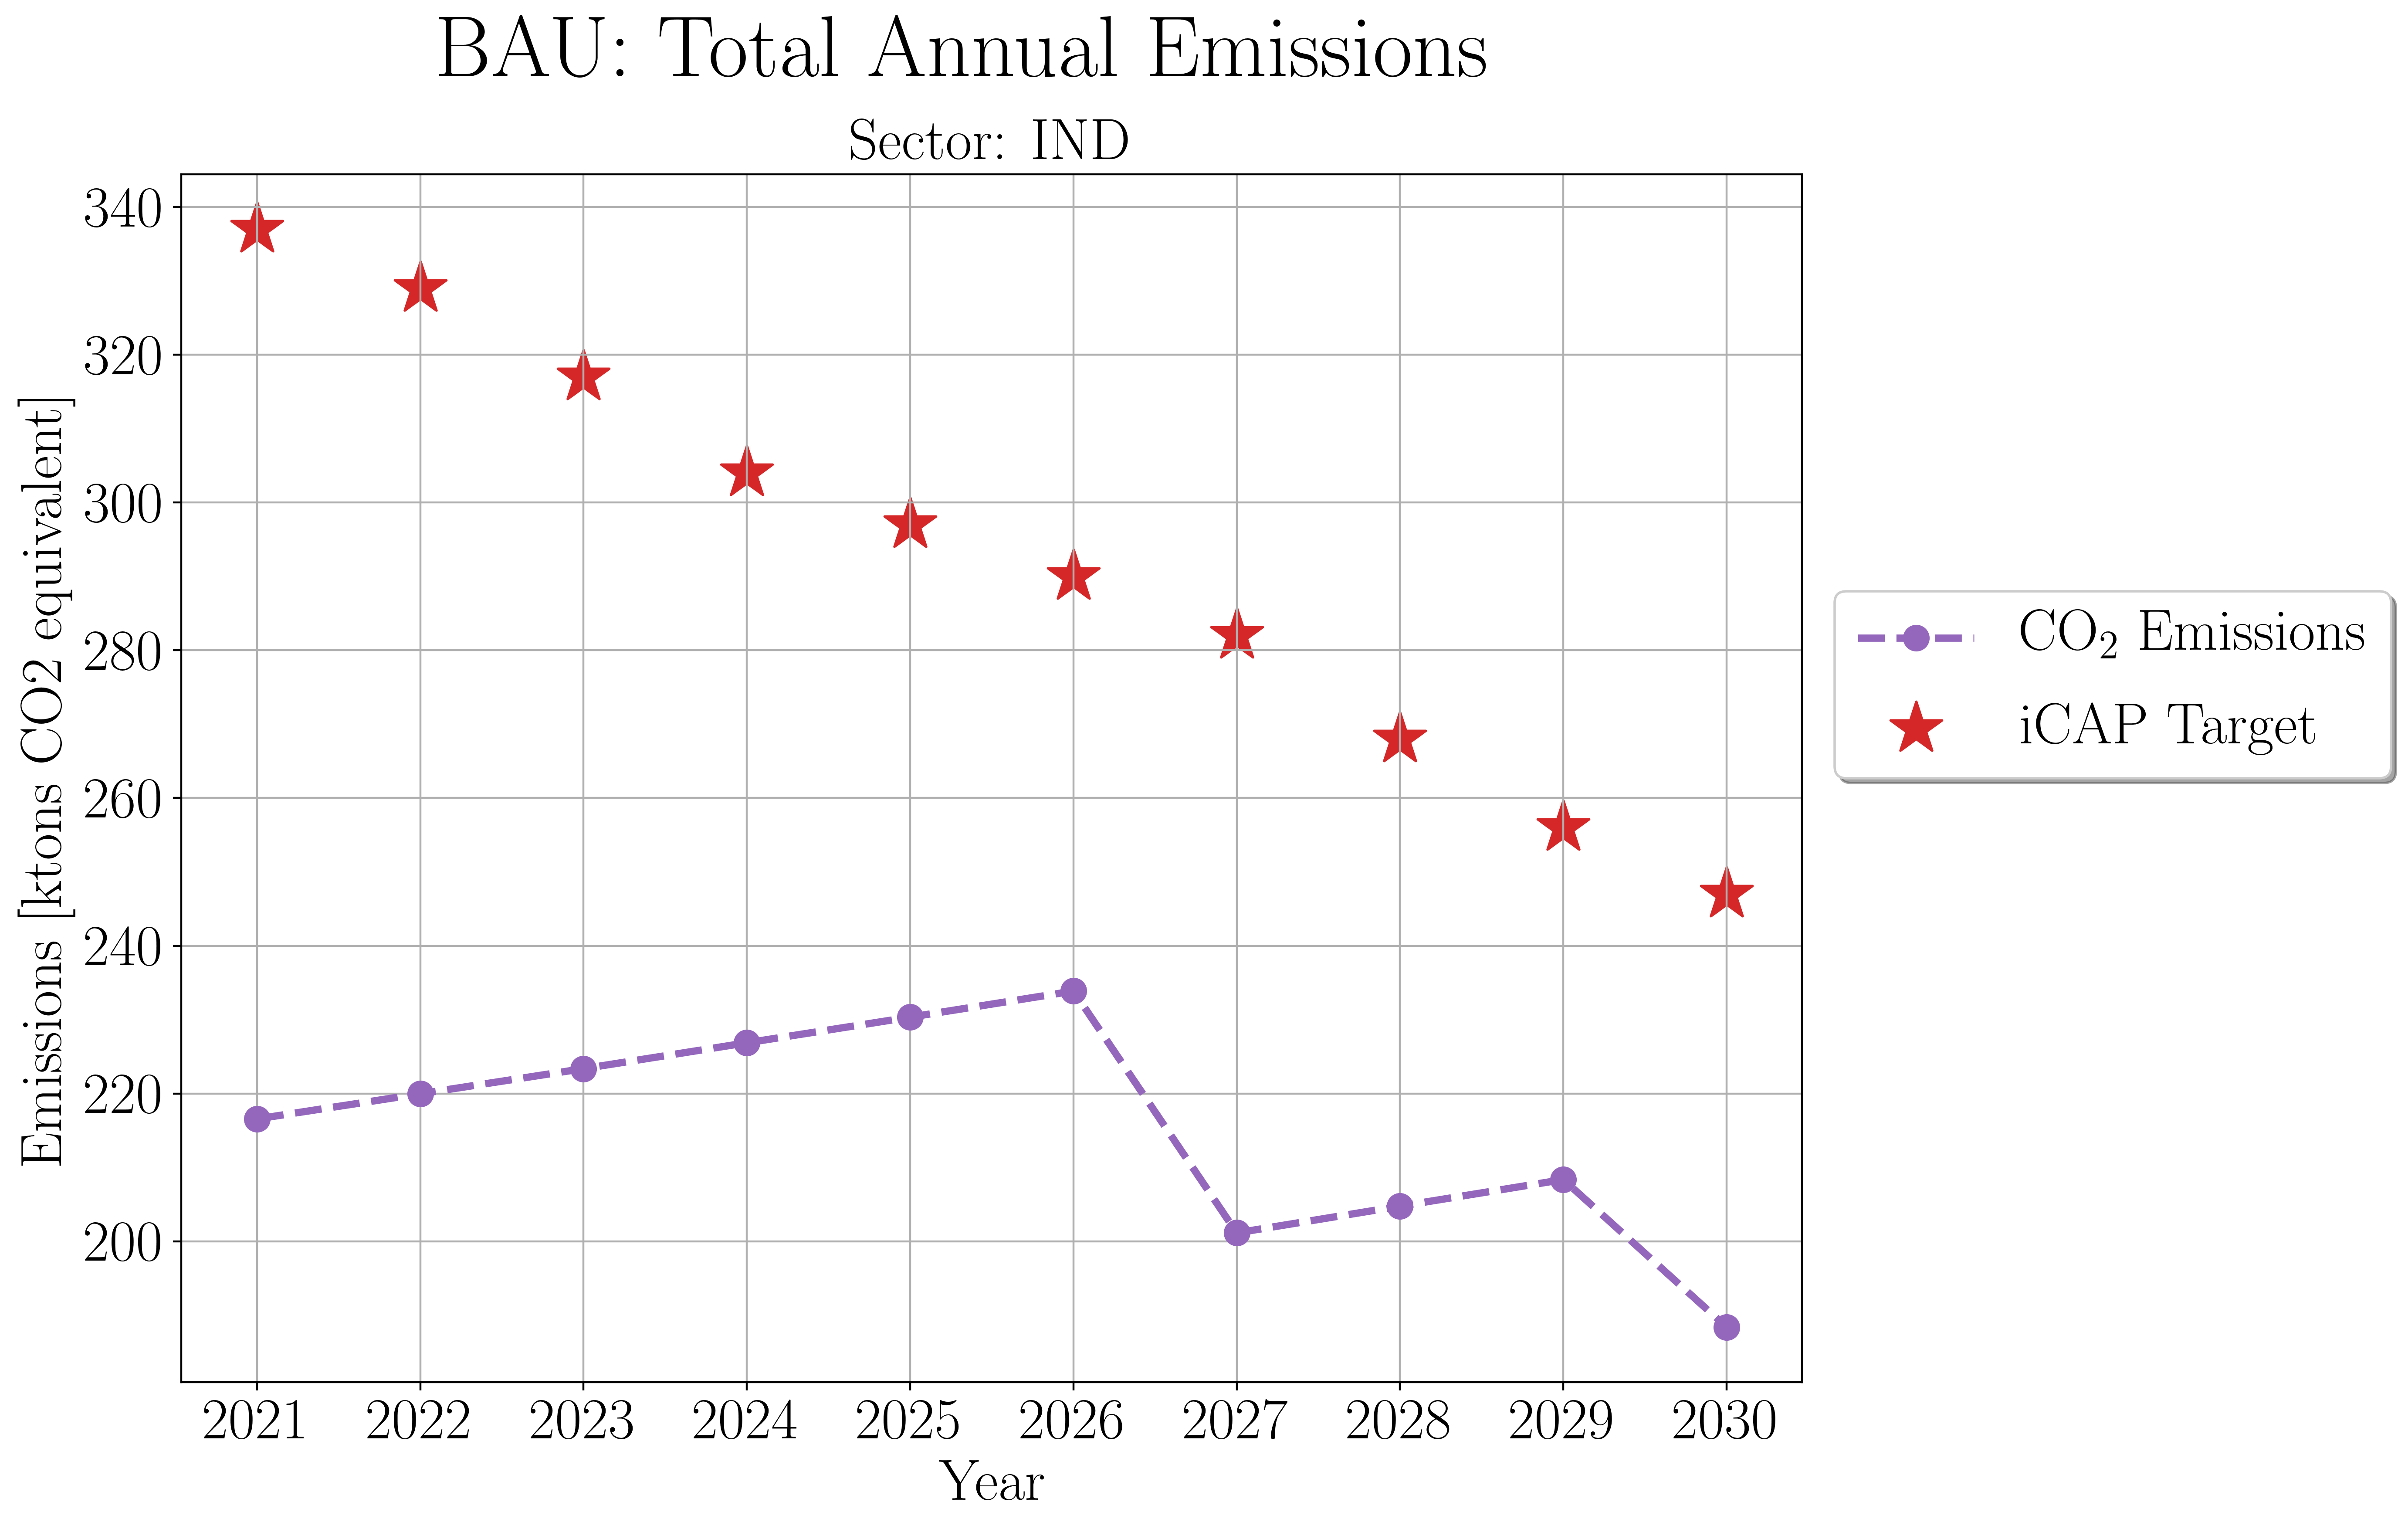 BAU: Total Annual Emissions
Sector: IND
Emissions [ktons CO2 equivalent]
340
320
300
280
260
240
220
200
2021 2022 2023 2024 2025 2026 2027 2028 2029 2030
Year
CO₂ Emissions
iCAP Target